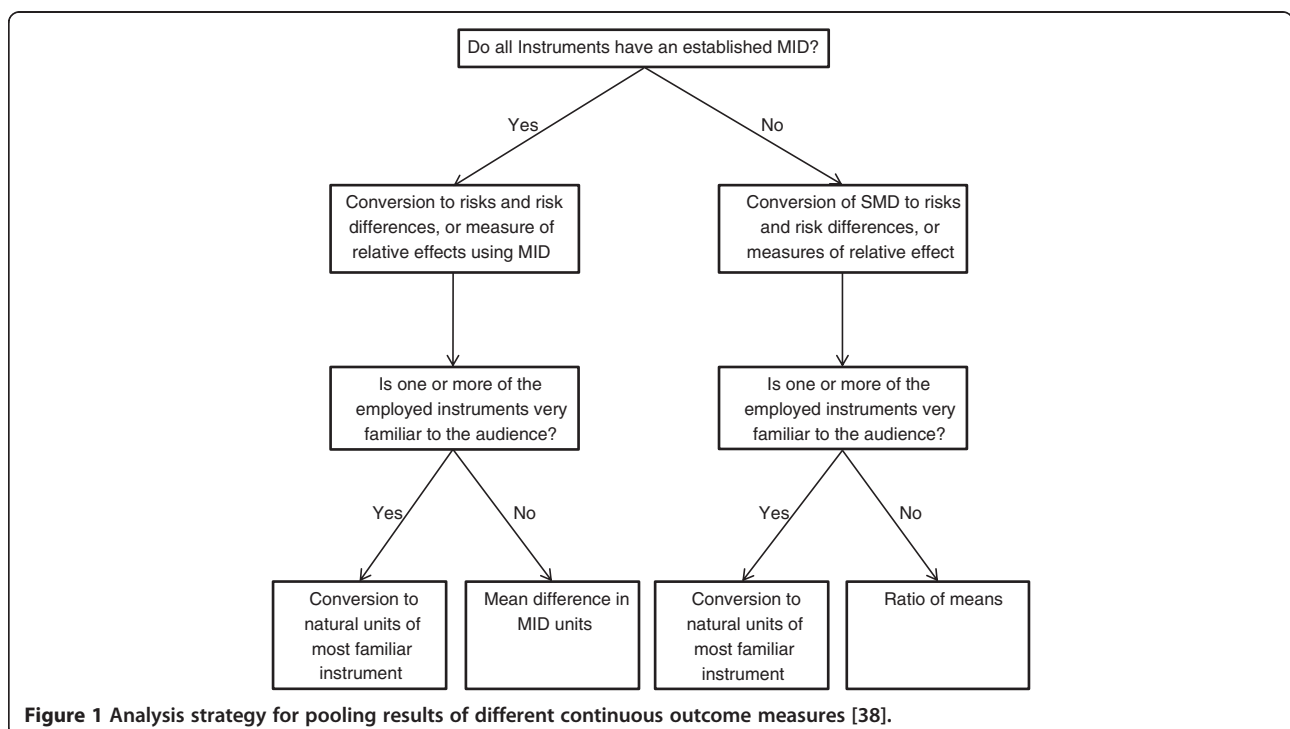 Do all Instruments have an established MID?
Yes
No
Conversion to risks and risk
differences, or measure of
relative effects using MID
Conversion of SMD to risks
and risk differences, or
measures of relative effect
Is one or more of the
employed instruments very
familiar to the audience?
Is one or more of the
employed instruments very
familiar to the audience?
Yes
No
Yes
No
Conversion to
natural units of
most familiar
instrument
Mean difference in
MID units
Conversion to
natural units of
most familiar
instrument
Ratio of means
Figure 1 Analysis strategy for pooling results of different continuous outcome measures [38].